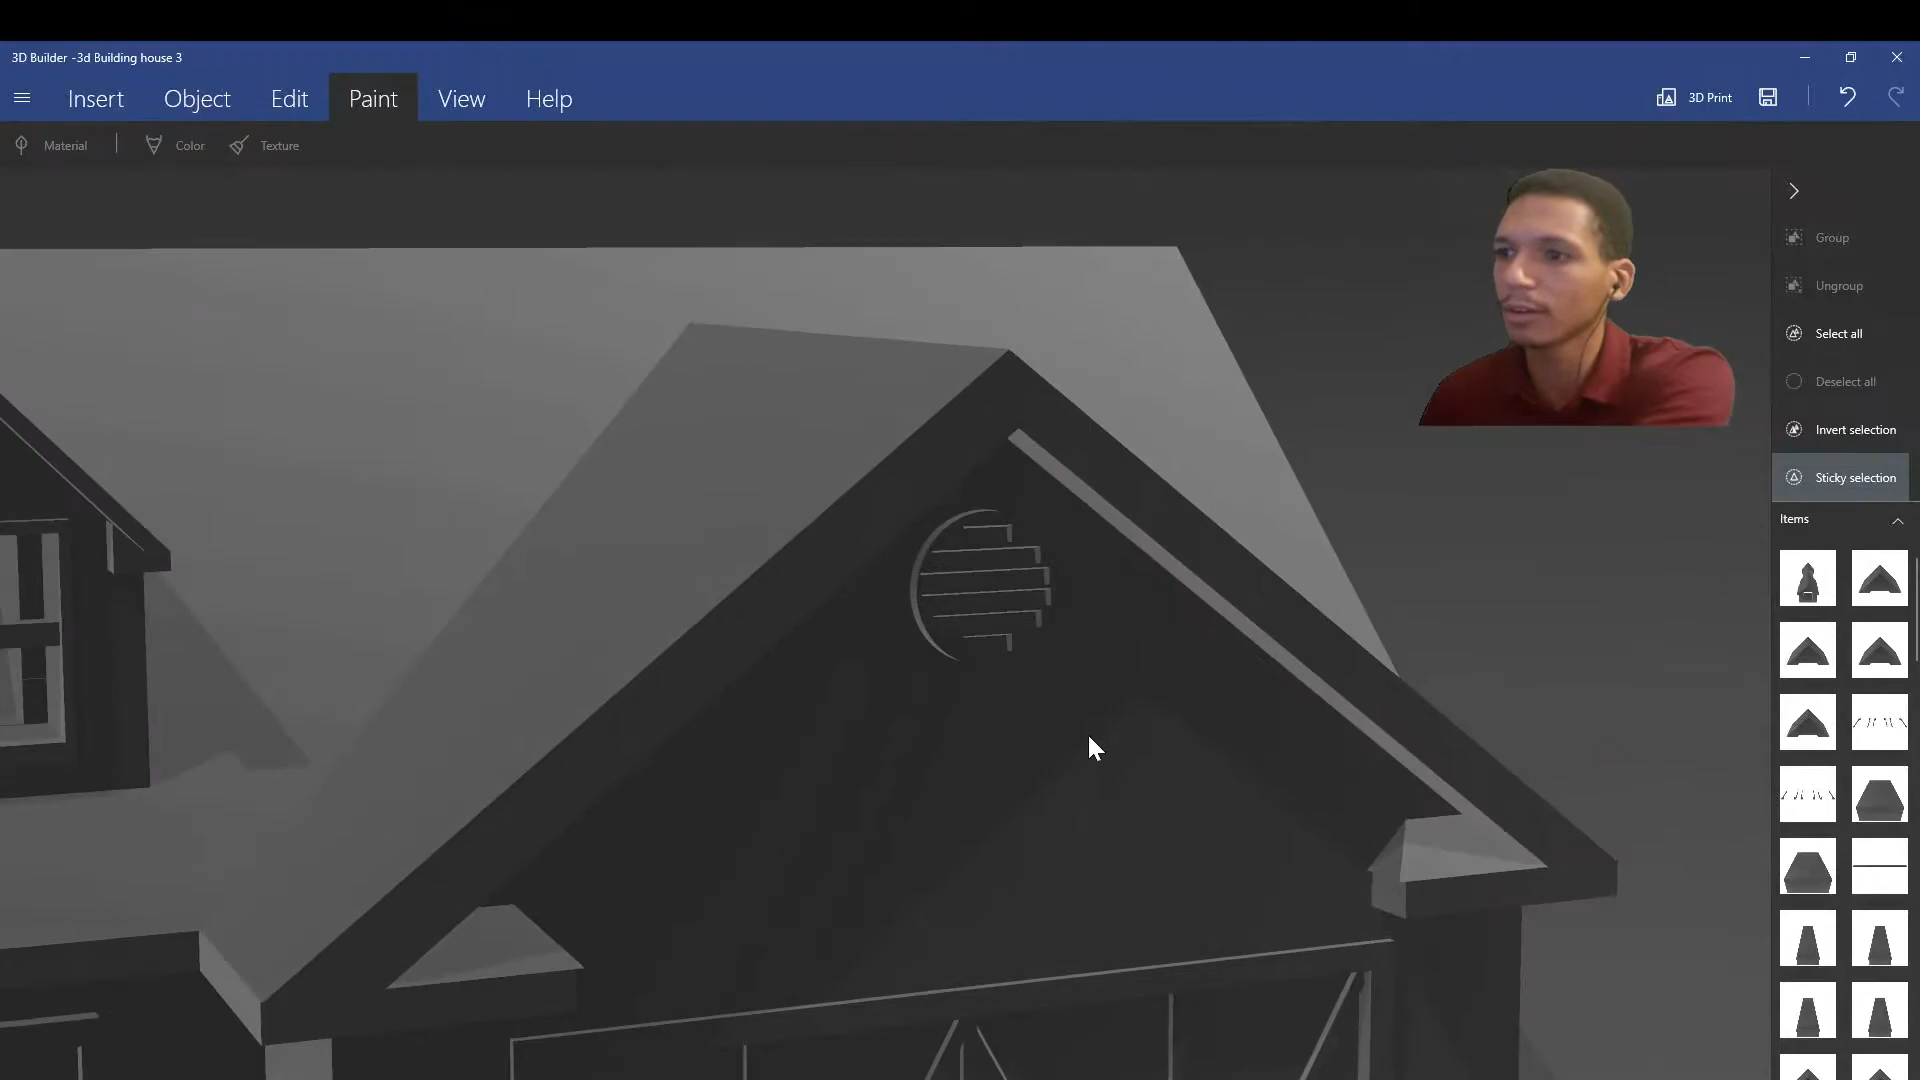 3D Builder -3d Building house 3
Insert Object Edit Paint View Help
3D Print
Material Color Texture
Group
Ungroup
Select all
Deselect all
Invert selection
Sticky selection
Items